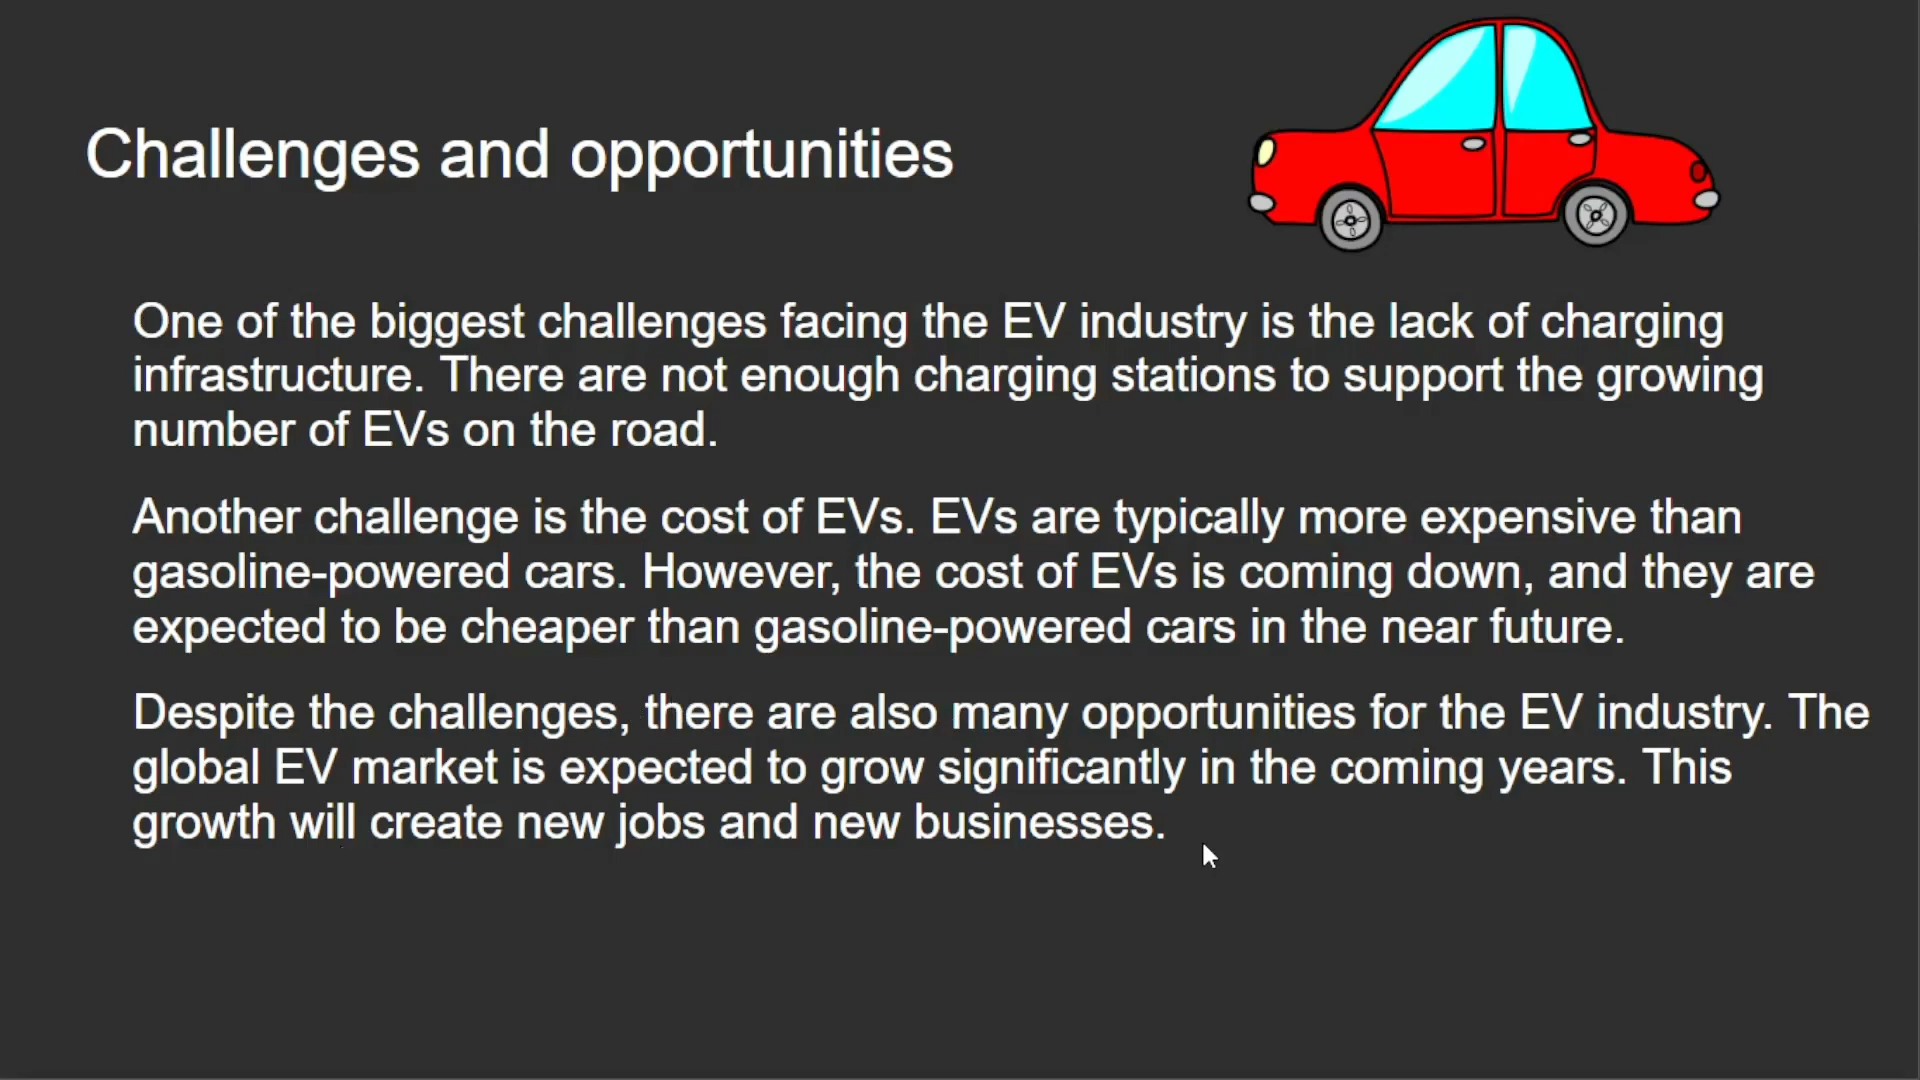 Challenges and opportunities
One of the biggest challenges facing the EV industry is the lack of charging
infrastructure. There are not enough charging stations to support the growing
number of EVs on the road.
Another challenge is the cost of EVs. EVs are typically more expensive than
gasoline-powered cars. However, the cost of EVs is coming down, and they are
expected to be cheaper than gasoline-powered cars in the near future.
Despite the challenges, there are also many opportunities for the EV industry. The
global EV market is expected to grow significantly in the coming years. This
growth will create new jobs and new businesses.